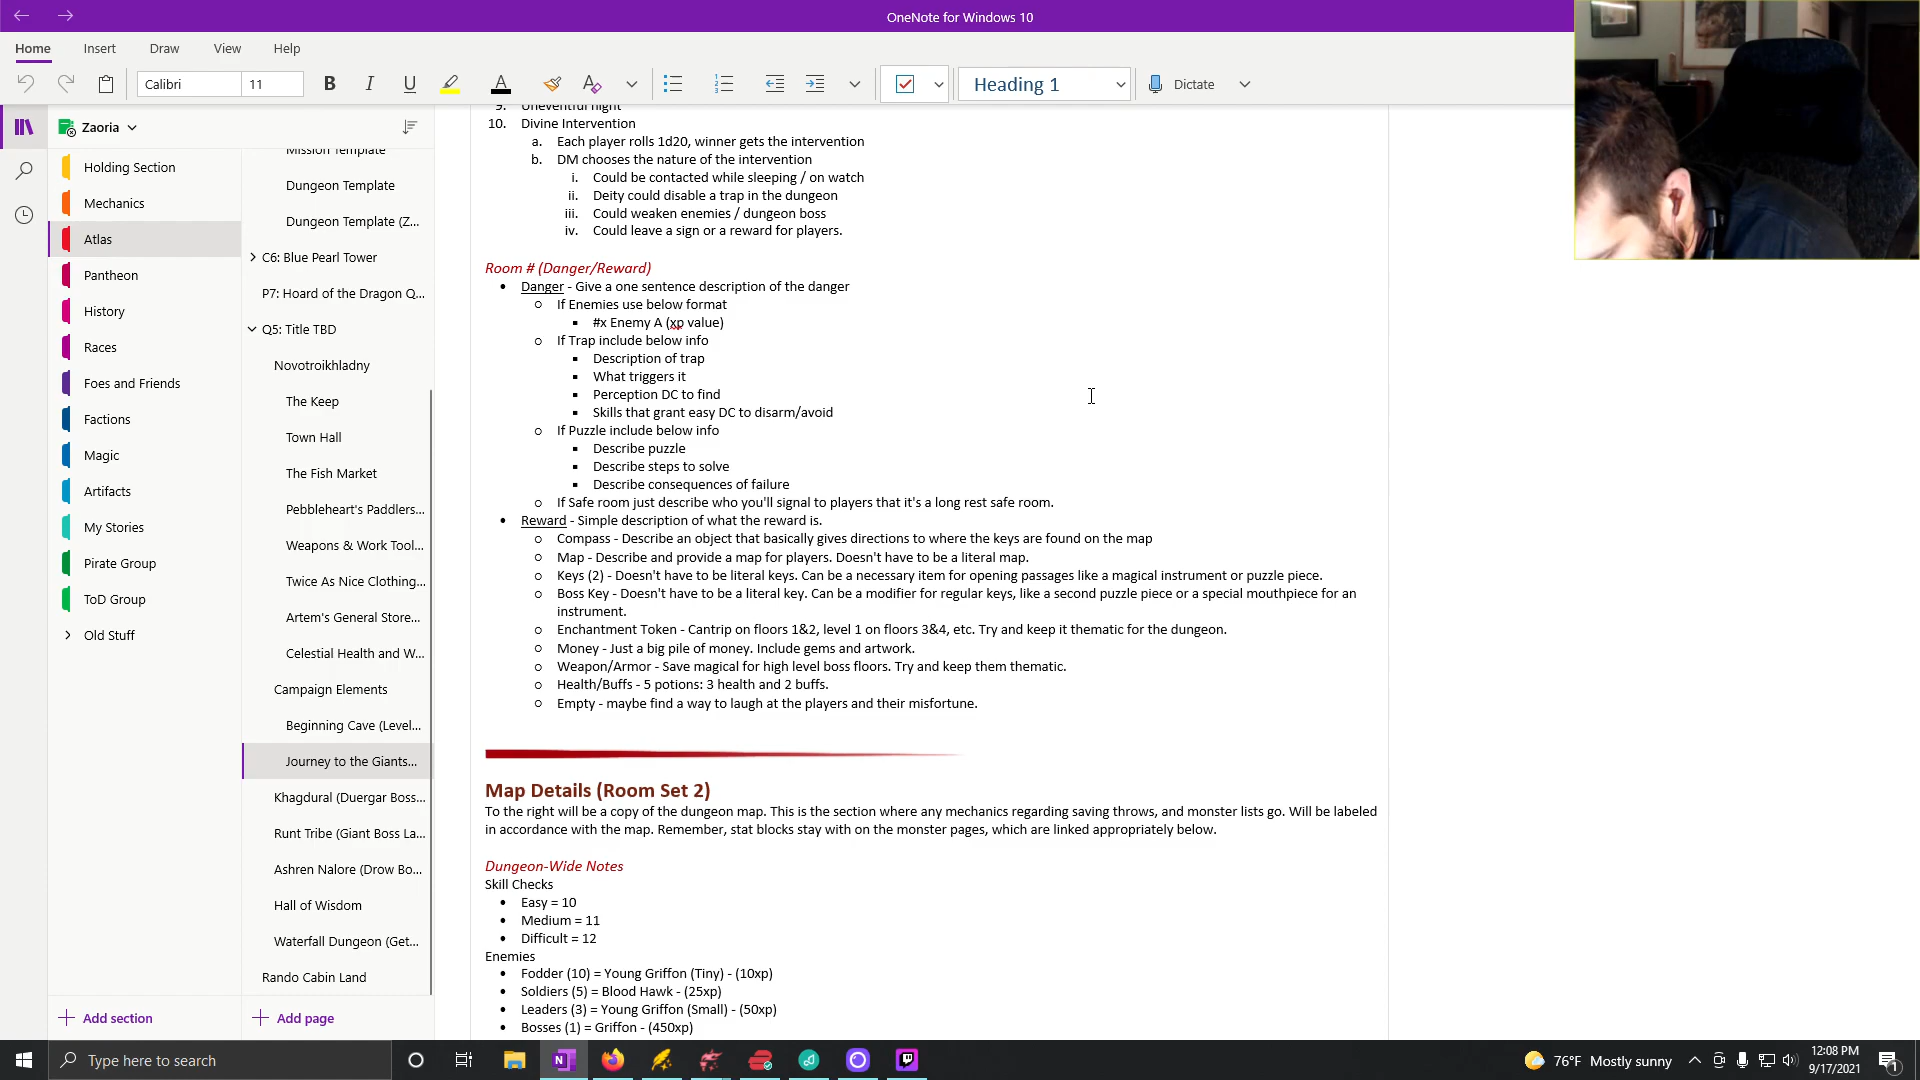 OneNote for Windows 10
Home Insert Draw View Help
Calibri 11 B I U A Heading 1 Dictate
Zaoria
Holding Section
Mechanics
Atlas
Pantheon
History
Races
Foes and Friends
Factions
Magic
Artifacts
My Stories
Pirate Group
ToD Group
Old Stuff
Add section
Mission Template
Dungeon Template
Dungeon Template (Z...
C6: Blue Pearl Tower
P7: Hoard of the Dragon Q...
Q5: Title TBD
Novotroikhladny
The Keep
Town Hall
The Fish Market
Pebbleheart's Paddlers...
Weapons & Work Tool...
Twice As Nice Clothing...
Artem's General Store...
Celestial Health and W...
Campaign Elements
Beginning Cave (Level...
Journey to the Giants...
Khagdural (Duergar Boss...
Runt Tribe (Giant Boss La...
Ashren Nalore (Drow Bo...
Hall of Wisdom
Waterfall Dungeon (Get...
Rando Cabin Land
Add page
9. Uneventful night
10. Divine Intervention
a. Each player rolls 1d20, winner gets the intervention
b. DM chooses the nature of the intervention
i. Could be contacted while sleeping / on watch
ii. Deity could disable a trap in the dungeon
iii. Could weaken enemies / dungeon boss
iv. Could leave a sign or a reward for players.
Room # (Danger/Reward)
• Danger - Give a one sentence description of the danger
○ If Enemies use below format
▪ #x Enemy A (xp value)
○ If Trap include below info
▪ Description of trap
▪ What triggers it
▪ Perception DC to find
▪ Skills that grant easy DC to disarm/avoid
○ If Puzzle include below info
▪ Describe puzzle
▪ Describe steps to solve
▪ Describe consequences of failure
○ If Safe room just describe who you'll signal to players that it's a long rest safe room.
• Reward - Simple description of what the reward is.
○ Compass - Describe an object that basically gives directions to where the keys are found on the map
○ Map - Describe and provide a map for players. Doesn't have to be a literal map.
○ Keys (2) - Doesn't have to be literal keys. Can be a necessary item for opening passages like a magical instrument or puzzle piece.
○ Boss Key - Doesn't have to be a literal key. Can be a modifier for regular keys, like a second puzzle piece or a special mouthpiece for an
instrument.
○ Enchantment Token - Cantrip on floors 1&2, level 1 on floors 3&4, etc. Try and keep it thematic for the dungeon.
○ Money - Just a big pile of money. Include gems and artwork.
○ Weapon/Armor - Save magical for high level boss floors. Try and keep them thematic.
○ Health/Buffs - 5 potions: 3 health and 2 buffs.
○ Empty - maybe find a way to laugh at the players and their misfortune.
Map Details (Room Set 2)
To the right will be a copy of the dungeon map. This is the section where any mechanics regarding saving throws, and monster lists go. Will be labeled
in accordance with the map. Remember, stat blocks stay with on the monster pages, which are linked appropriately below.
Dungeon-Wide Notes
Skill Checks
• Easy = 10
• Medium = 11
• Difficult = 12
Enemies
• Fodder (10) = Young Griffon (Tiny) - (10xp)
• Soldiers (5) = Blood Hawk - (25xp)
• Leaders (3) = Young Griffon (Small) - (50xp)
• Bosses (1) = Griffon - (450xp)
Type here to search
76°F Mostly sunny
12:08 PM
9/17/2021
1